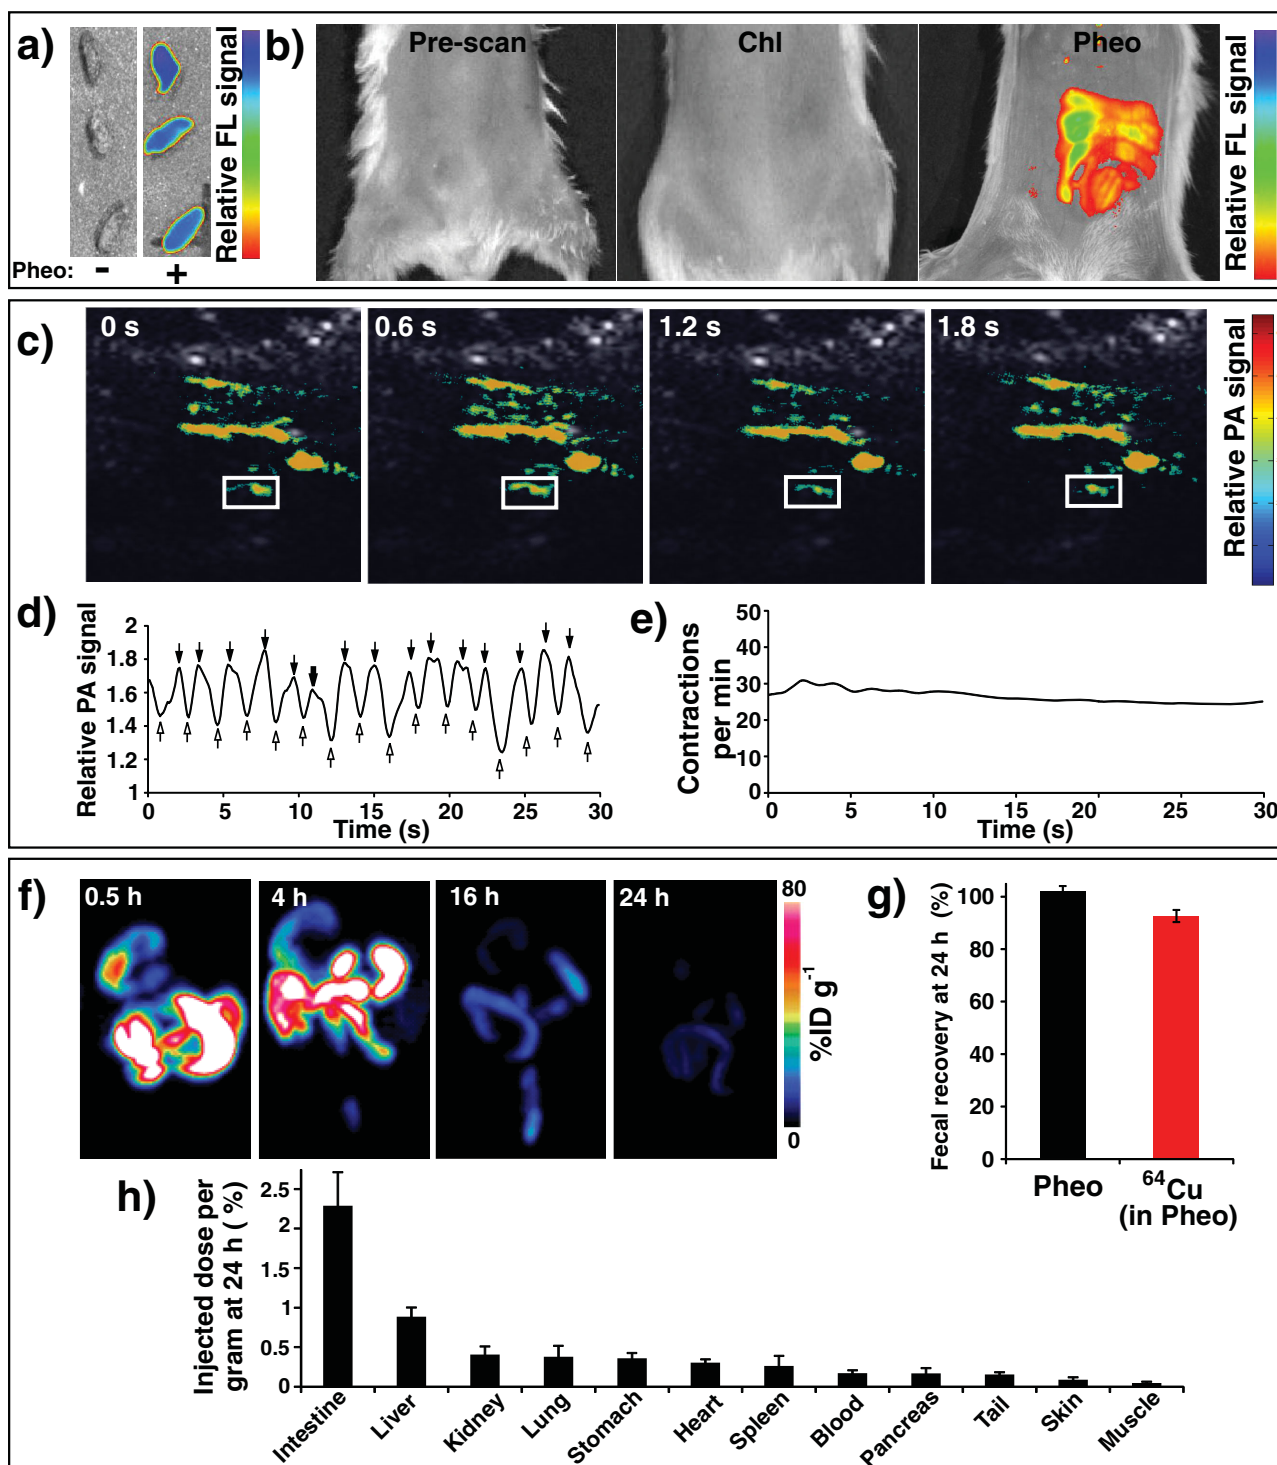 a)
Pheo: - +
Relative FL signal
b)
Pre-scan
Chl
Pheo
Relative FL signal
c)
0 s
0.6 s
1.2 s
1.8 s
Relative PA signal
d)
Relative PA signal
2
1.8
1.6
1.4
1.2
1
0 5 10 15 20 25 30
Time (s)
e)
Contractions
per min
50
40
30
20
10
0
0 5 10 15 20 25 30
Time (s)
f)
0.5 h
4 h
16 h
24 h
80
%ID g⁻¹
0
g)
Fecal recovery at 24 h (%)
100
80
60
40
20
0
Pheo
⁶⁴Cu
(in Pheo)
h)
Injected dose per
gram at 24 h ( %)
2.5
2
1.5
1
0.5
0
Intestine
Liver
Kidney
Lung
Stomach
Heart
Spleen
Blood
Pancreas
Tail
Skin
Muscle